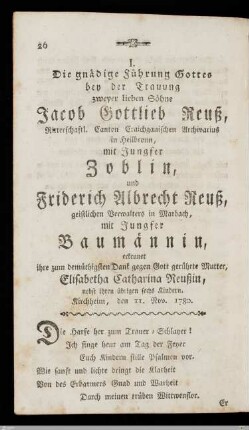 26
I.
Die gnädige Führung Gottes
bey der Trauung
zweyer lieben Söhne
Jacob Gottlieb Reuß,
Ritterschaftl. Canton Craichgauischen Archivarius
in Heilbronn,
mit Jungfer
Zoblin,
und
Friderich Albrecht Reuß,
geistlichen Verwalters in Marbach,
mit Jungfer
Baumännin,
erkennet
ihre zum demüthigsten Dank gegen Gott gerührte Mutter,
Elisabetha Catharina Reußin,
nebst ihren übrigen sechs Kindern.
Kirchheim, den 21. Nov. 1780.
Die Harfe her zum Trauer-Schlayer!
Ich singe heut am Tag der Feyer
Euch Kindern stille Psalmen vor.
Wie sanft und lichte dringt die Klarheit
Von des Erbarmers Gnad und Warheit
Durch meinen trüben Wittwenflor.
Er